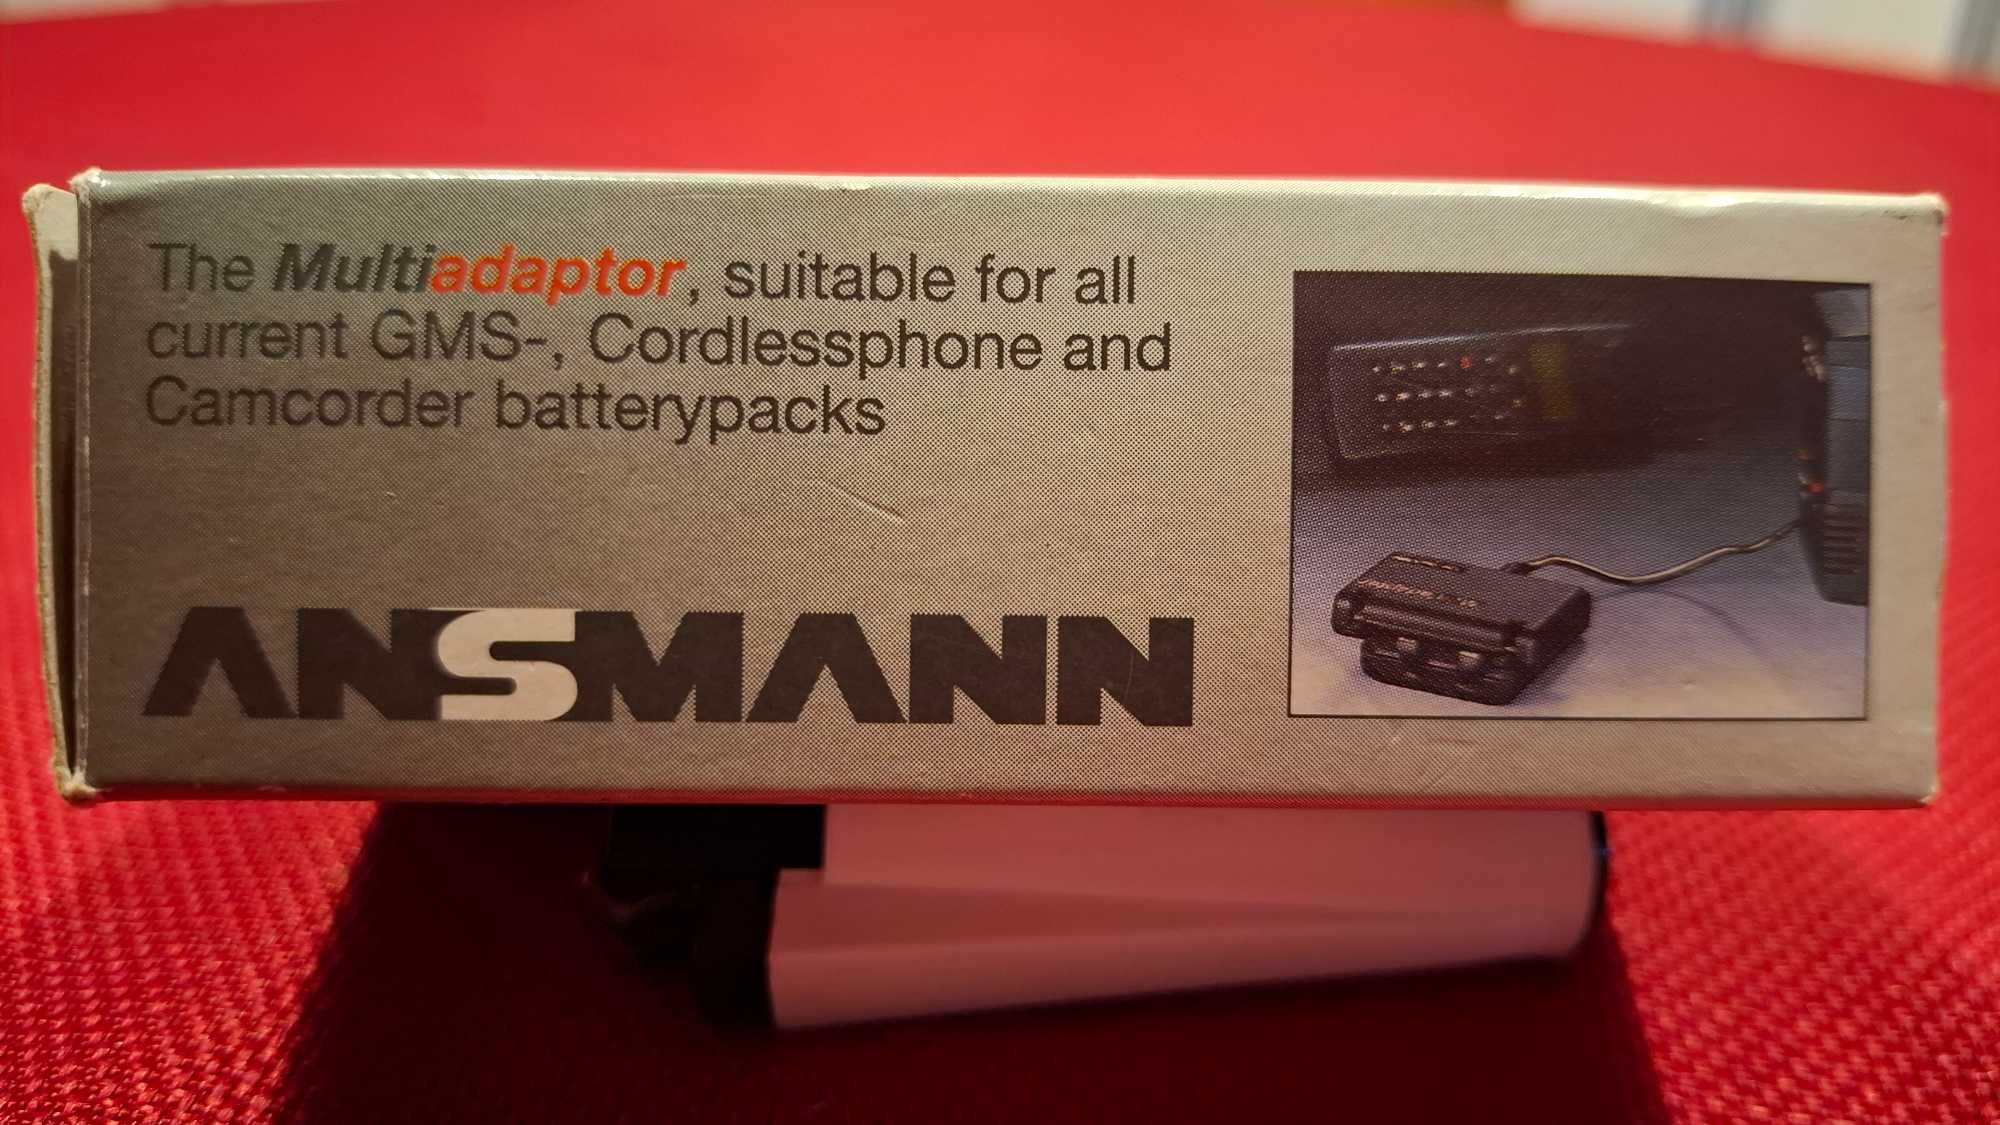 The Multiadaptor, suitable for all
current GMS-, Cordlessphone and
Camcorder batterypacks
ANSMANN